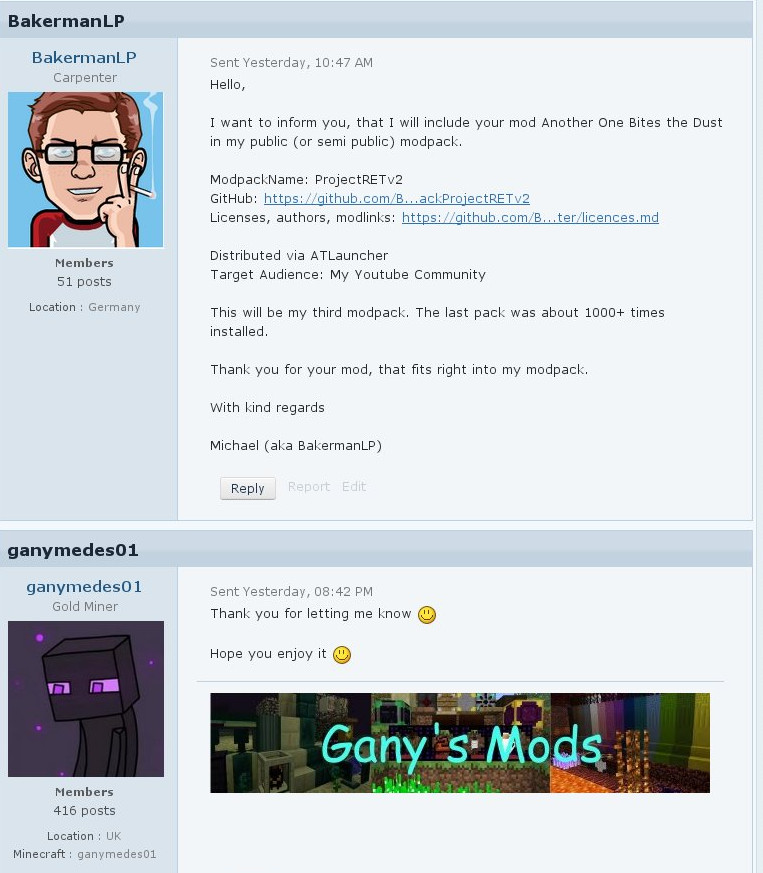 BakermanLP
BakermanLP
Carpenter
Members
51 posts
Location : Germany
Sent Yesterday, 10:47 AM
Hello,
I want to inform you, that I will include your mod Another One Bites the Dust
in my public (or semi public) modpack.
ModpackName: ProjectRETv2
GitHub: https://github.com/B...ackProjectRETv2
Licenses, authors, modlinks: https://github.com/B...ter/licences.md
Distributed via ATLauncher
Target Audience: My Youtube Community
This will be my third modpack. The last pack was about 1000+ times
installed.
Thank you for your mod, that fits right into my modpack.
With kind regards
Michael (aka BakermanLP)
Reply Report Edit
ganymedes01
ganymedes01
Gold Miner
Members
416 posts
Location : UK
Minecraft : ganymedes01
Sent Yesterday, 08:42 PM
Thank you for letting me know
Hope you enjoy it
Gany's Mods